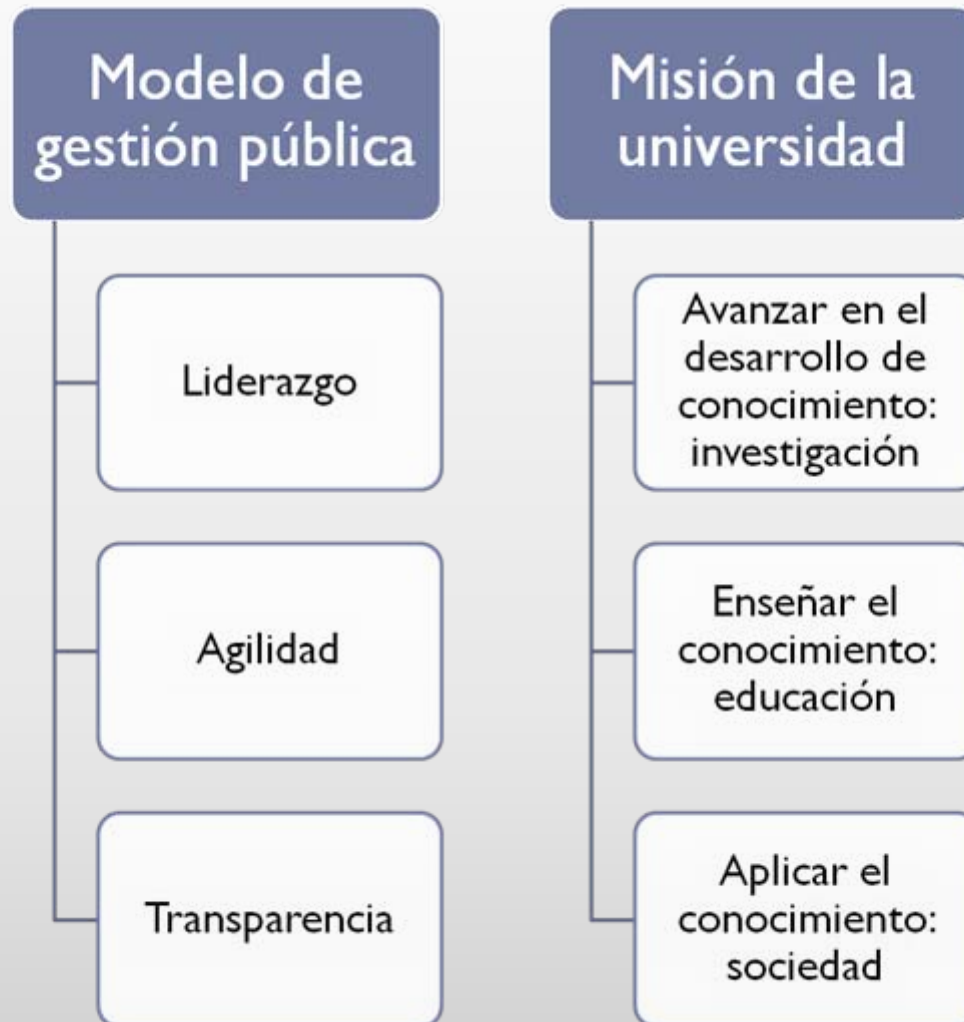 Modelo de
gestión pública
Liderazgo
Agilidad
Transparencia
Misión de la
universidad
Avanzar en el
desarrollo de
conocimiento:
investigación
Enseñar el
conocimiento:
educación
Aplicar el
conocimiento:
sociedad